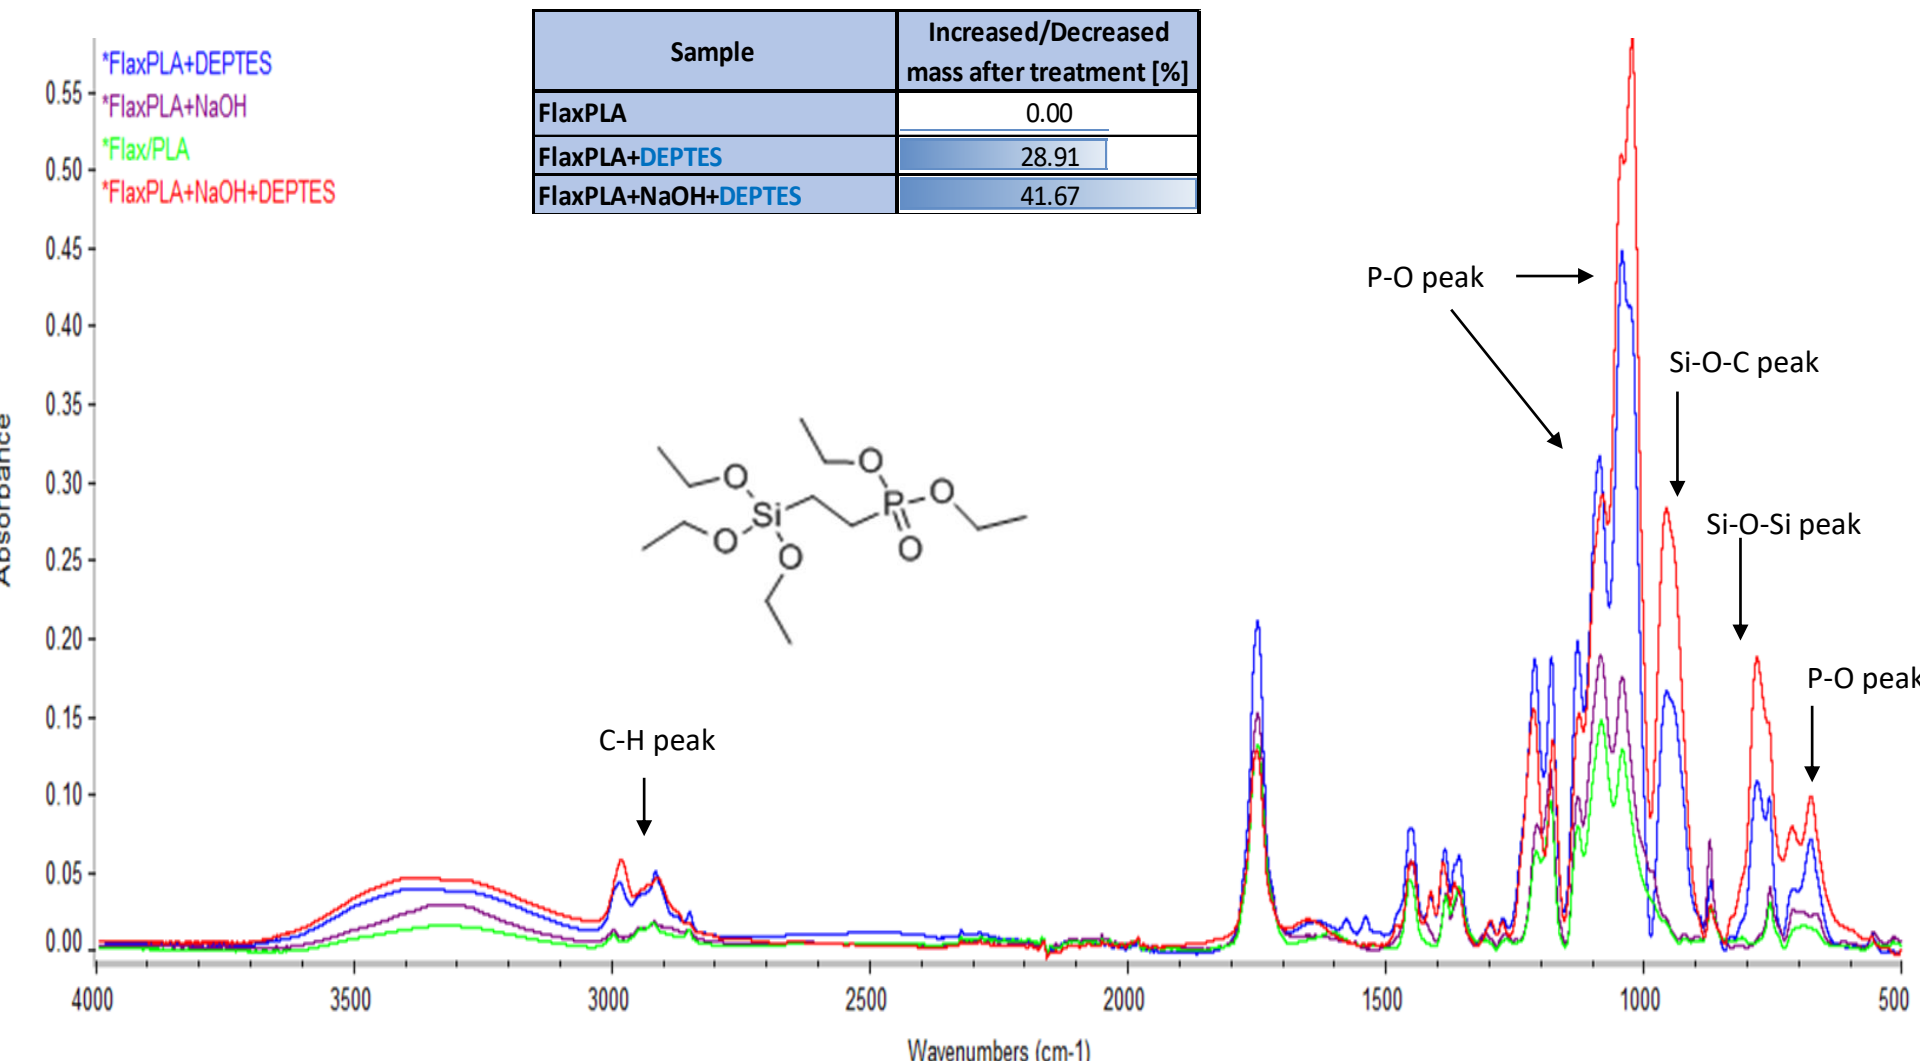 *FlaxPLA+DEPTES
*FlaxPLA+NaOH
*Flax/PLA
*FlaxPLA+NaOH+DEPTES
Sample
Increased/Decreased
mass after treatment [%]
FlaxPLA
0.00
FlaxPLA+DEPTES
28.91
FlaxPLA+NaOH+DEPTES
41.67
P-O peak
Si-O-C peak
Si-O-Si peak
P-O peak
C-H peak
O
O
Si
P
O
O
O
O
Absorbance
0.55
0.50
0.45
0.40
0.35
0.30
0.25
0.20
0.15
0.10
0.05
0.00
4000
3500
3000
2500
2000
1500
1000
500
Wavenumbers (cm-1)